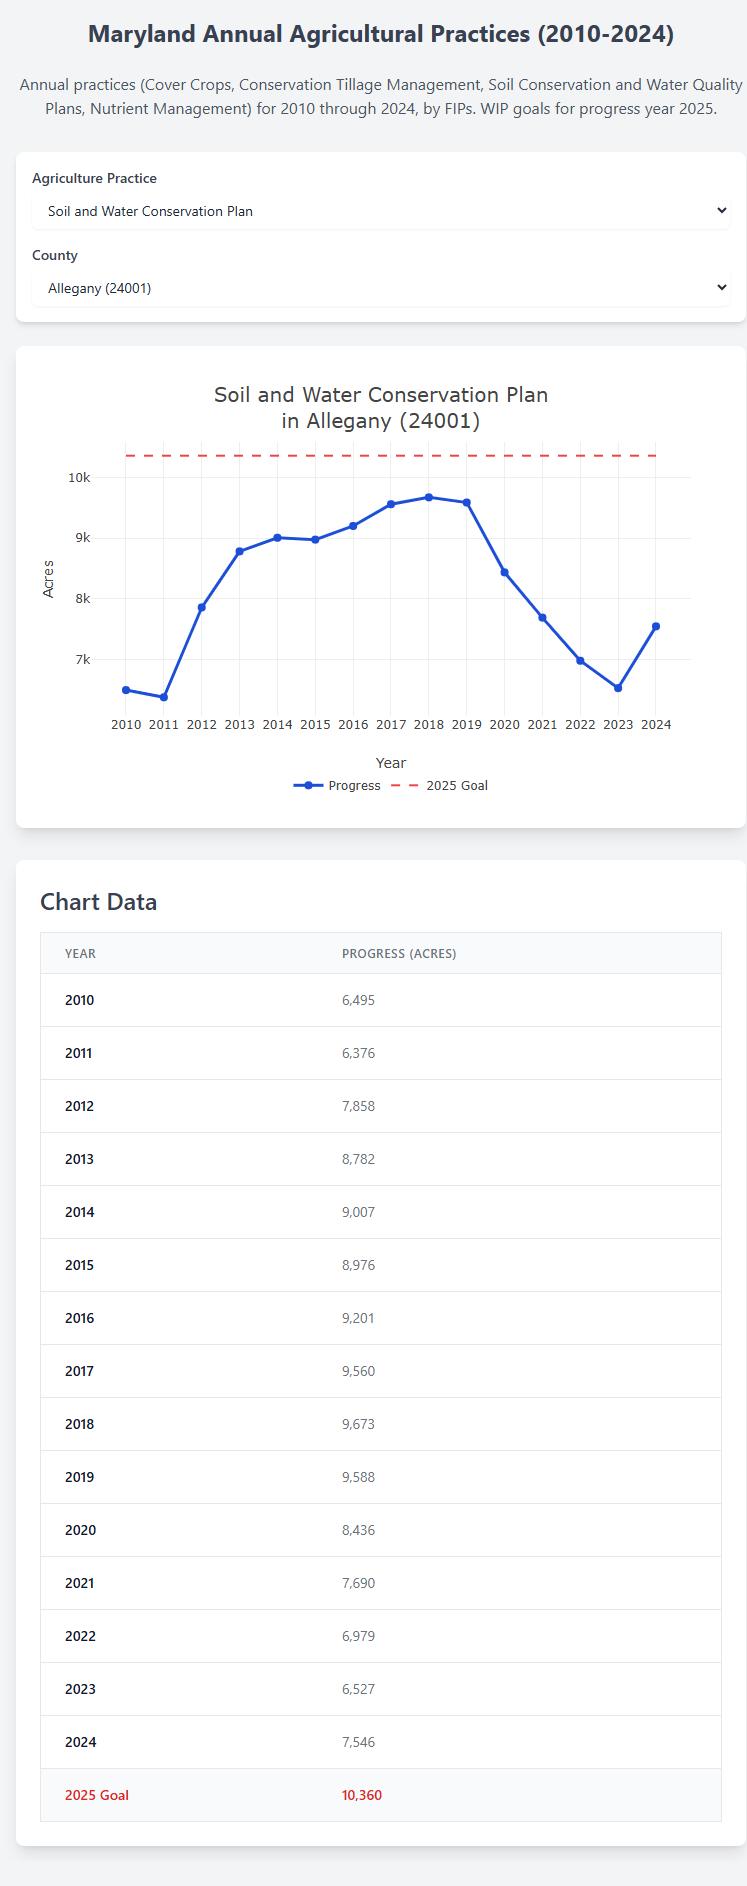 Maryland Annual Agricultural Practices (2010-2024)
Annual practices (Cover Crops, Conservation Tillage Management, Soil Conservation and Water Quality
Plans, Nutrient Management) for 2010 through 2024, by FIPs. WIP goals for progress year 2025.
Agriculture Practice
Soil and Water Conservation Plan
County
Allegany (24001)
Soil and Water Conservation Plan
in Allegany (24001)
10k
9k
8k
7k
Acres
2010 2011 2012 2013 2014 2015 2016 2017 2018 2019 2020 2021 2022 2023 2024
Year
Progress 2025 Goal
Chart Data
YEAR PROGRESS (ACRES)
2010 6,495
2011 6,376
2012 7,858
2013 8,782
2014 9,007
2015 8,976
2016 9,201
2017 9,560
2018 9,673
2019 9,588
2020 8,436
2021 7,690
2022 6,979
2023 6,527
2024 7,546
2025 Goal 10,360